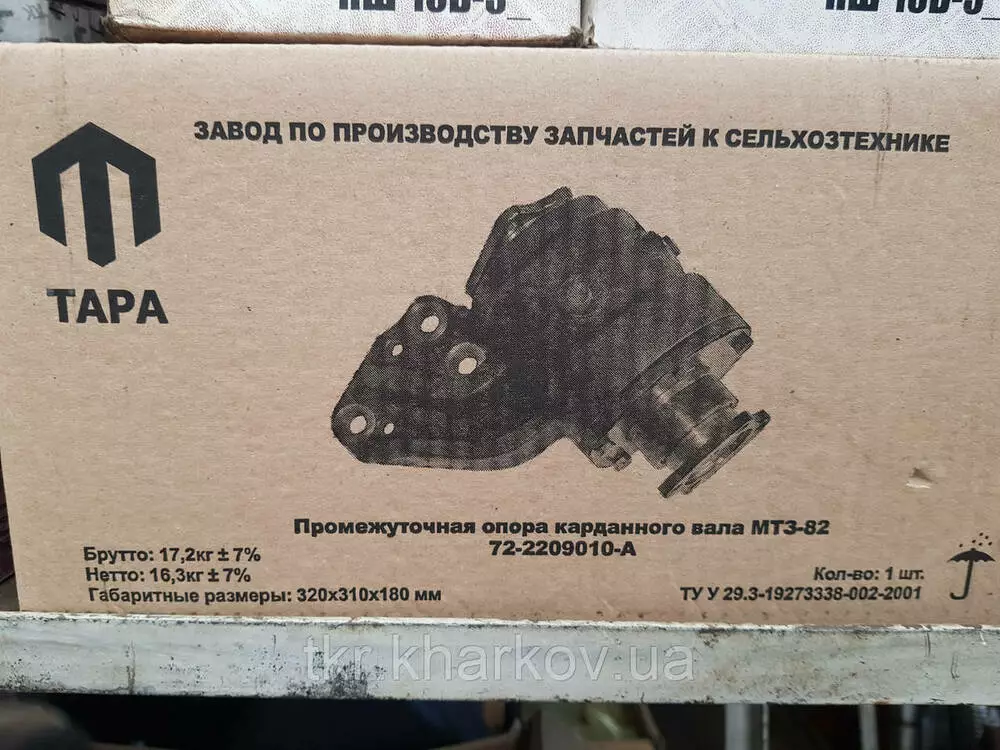 ЗАВОД ПО ПРОИЗВОДСТВУ ЗАПЧАСТЕЙ К СЕЛЬХОЗТЕХНИКЕ
ТАРА
Промежуточная опора карданного вала МТЗ-82
72-2209010-А
Брутто: 17,2кг ± 7%
Нетто: 16,3кг ± 7%
Габаритные размеры: 320х310х180 мм
Кол-во: 1 шт.
ТУ У 29.3-19273338-002-2001
tkr.kharkov.ua